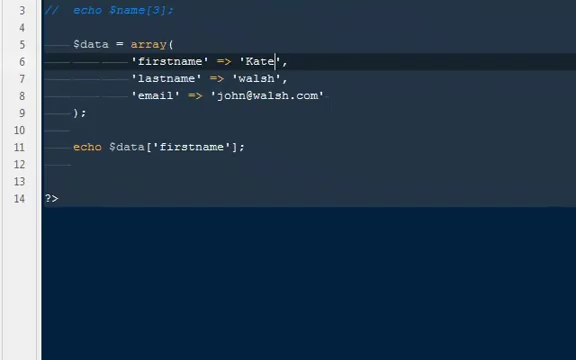 3 // echo $name[3];
4
5 $data = array(
6 'firstname' => 'Kate',
7 'lastname' => 'walsh',
8 'email' => 'john@walsh.com'
9 );
10
11 echo $data['firstname'];
12
13
14 ?>